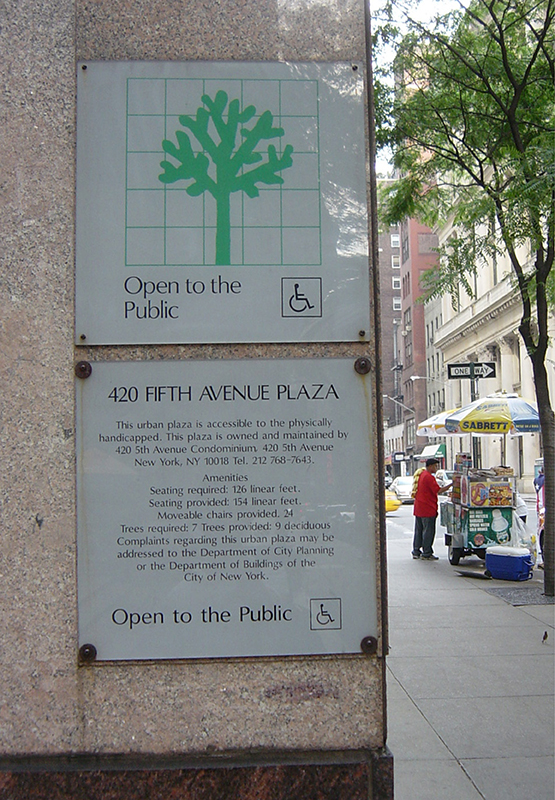 Open to the
Public
420 FIFTH AVENUE PLAZA
This urban plaza is accessible to the physically
handicapped. This plaza is owned and maintained by
420 5th Avenue Condominium, 420 5th Avenue
New York, NY 10018 Tel. 212 768-7643.
Amenities
Seating required: 126 linear feet.
Seating provided: 154 linear feet.
Moveable chairs provided, 24
Trees required: 7 Trees provided: 9 deciduous
Complaints regarding this urban plaza may be
addressed to the Department of City Planning
or the Department of Buildings of the
City of New York.
Open to the Public
ONE WAY
SABRETT